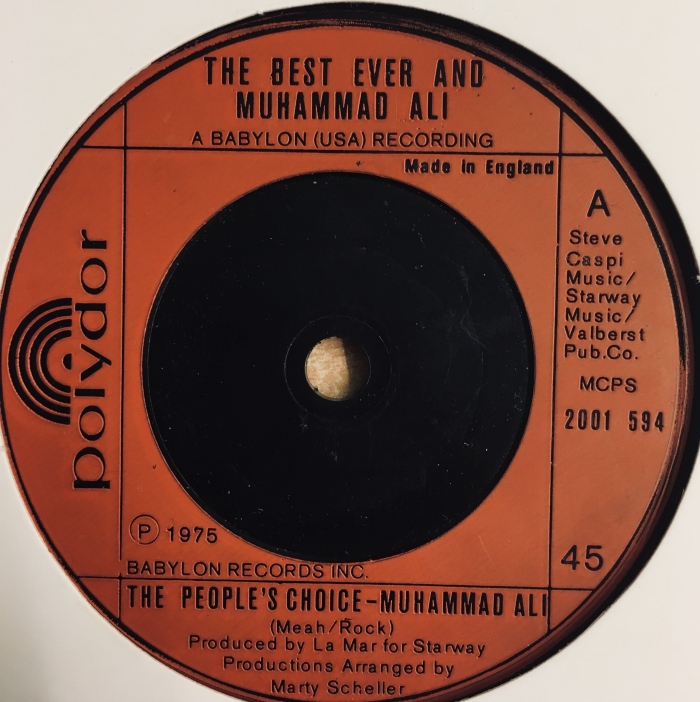 THE BEST EVER AND
MUHAMMAD ALI
A BABYLON (USA) RECORDING
Made in England
polydor
A
Steve
Caspi
Music/
Starway
Music/
Valberst
Pub.Co.
MCPS
2001 594
45
Ⓟ 1975
BABYLON RECORDS INC.
THE PEOPLE'S CHOICE-MUHAMMAD ALI
(Meah/Rock)
Produced by La Mar for Starway
Productions Arranged by
Marty Scheller